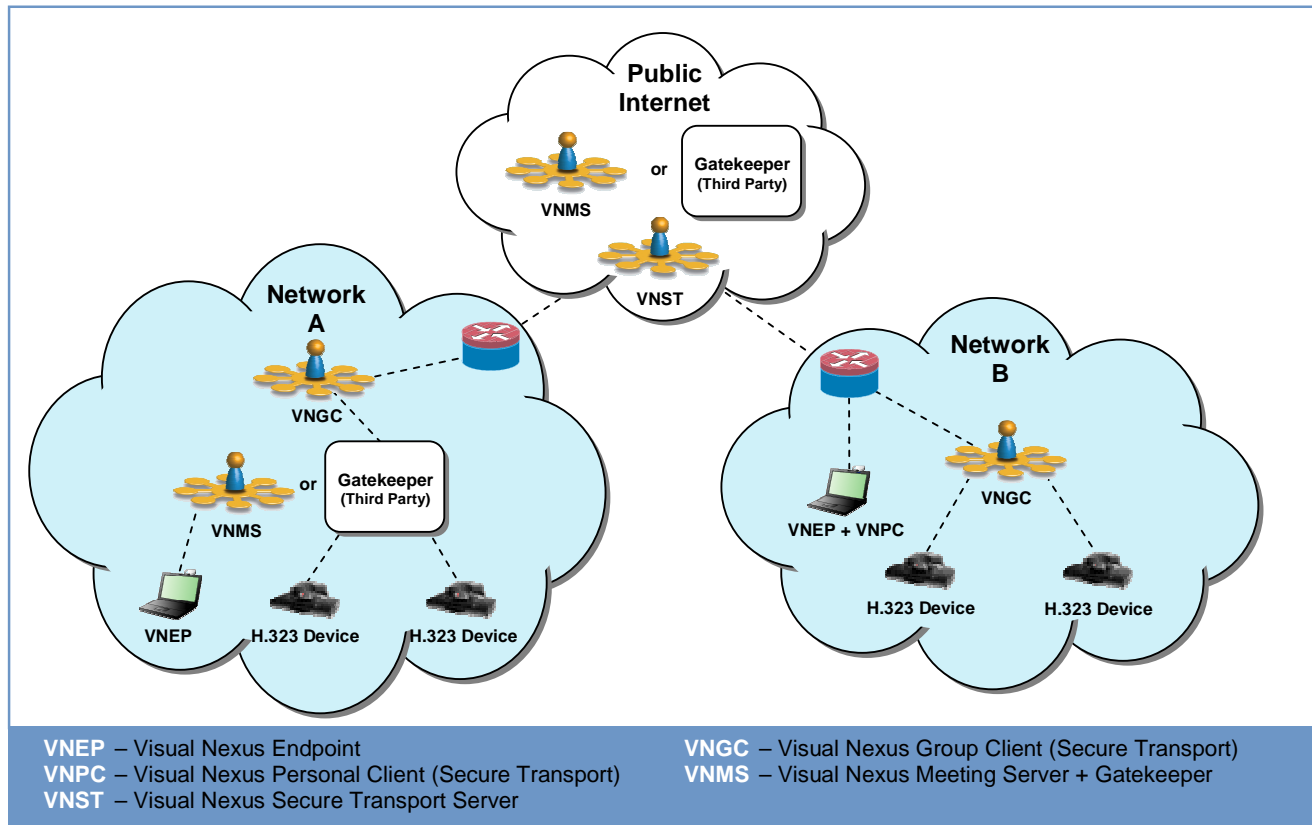 Public
Internet
VNMS
or
Gatekeeper
(Third Party)
VNST
Network
A
VNGC
VNMS
or
Gatekeeper
(Third Party)
VNEP
H.323 Device
H.323 Device
Network
B
VNEP + VNPC
VNGC
H.323 Device
H.323 Device
VNEP – Visual Nexus Endpoint
VNPC – Visual Nexus Personal Client (Secure Transport)
VNST – Visual Nexus Secure Transport Server
VNGC – Visual Nexus Group Client (Secure Transport)
VNMS – Visual Nexus Meeting Server + Gatekeeper